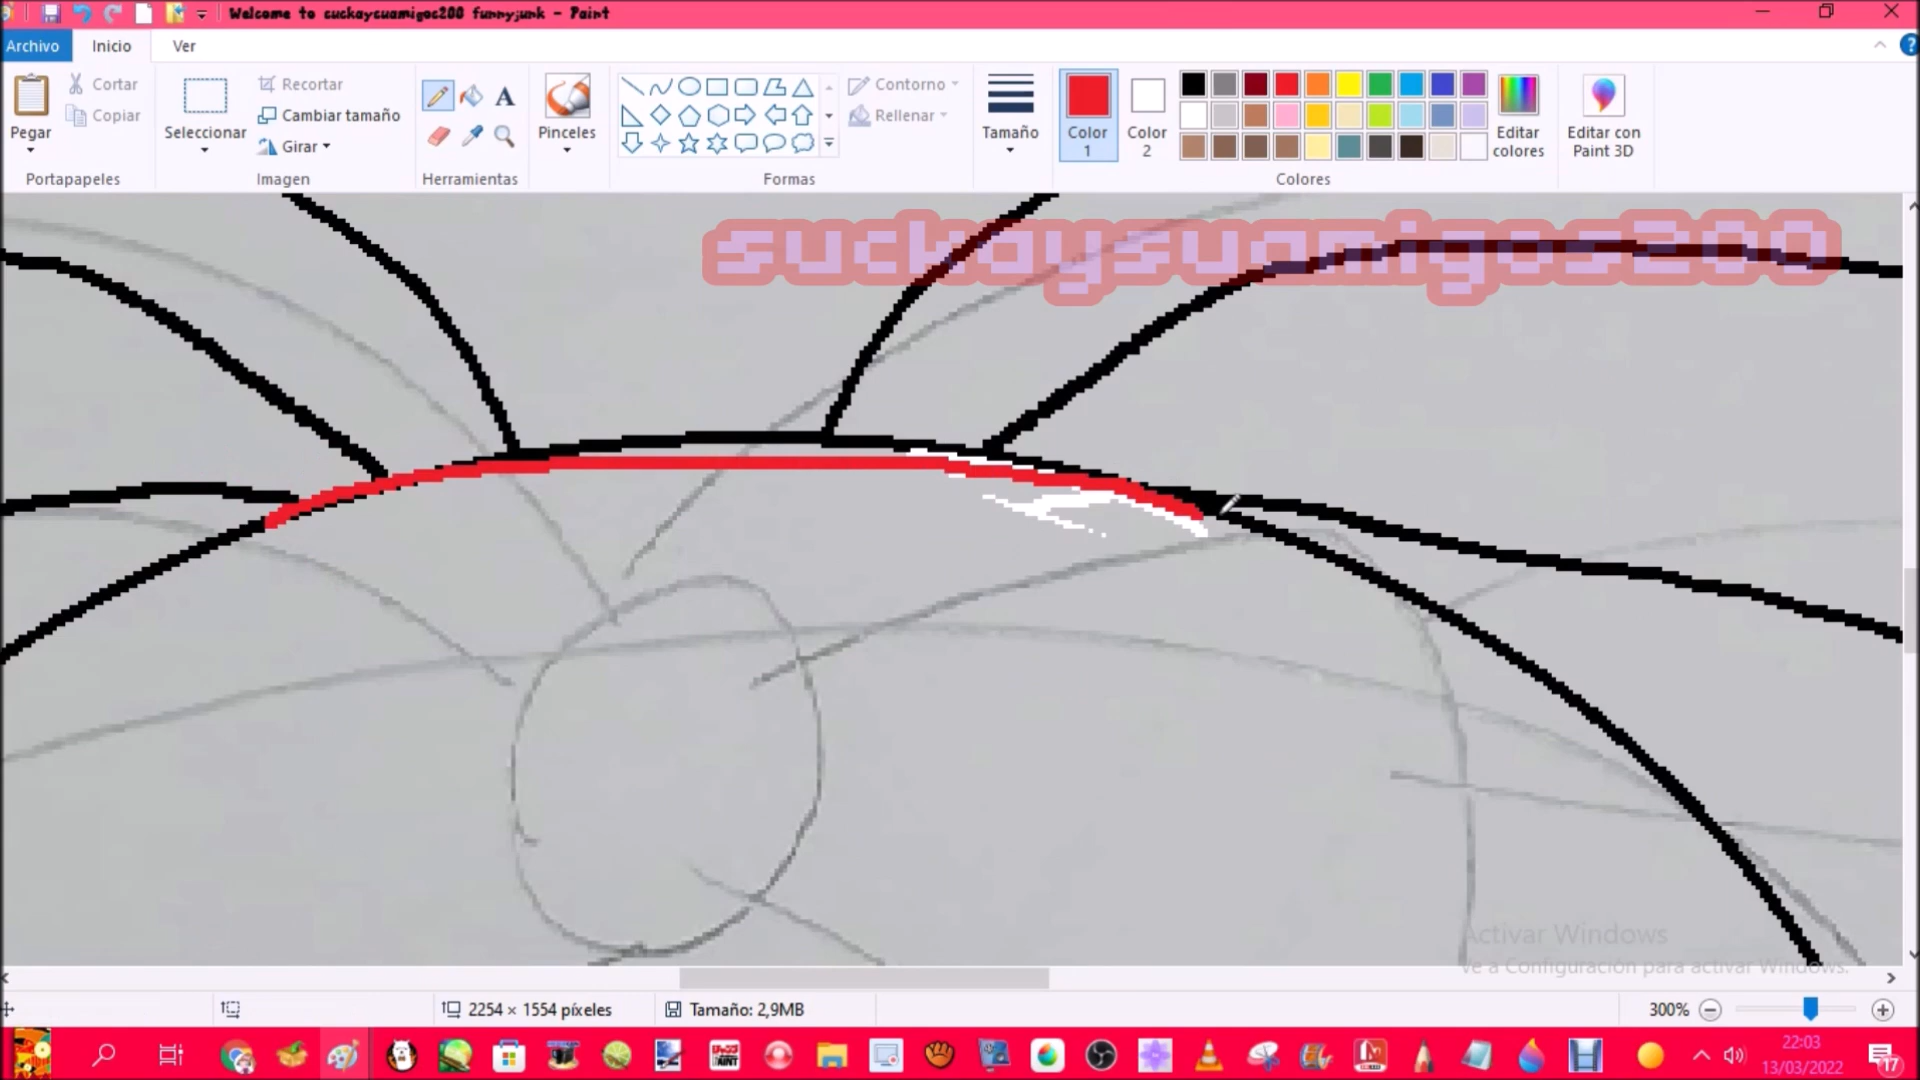 Welcome to cuckaycuamigoc200 funnyjunk - Paint
Archivo Inicio Ver
Pegar
Cortar
Copiar
Portapapeles
Seleccionar
Recortar
Cambiar tamaño
Girar
Imagen
A
Herramientas
Pinceles
Formas
Contorno
Rellenar
Tamaño
Color
1
Color
2
Editar
colores
Editar con
Paint 3D
Colores
suckaysuamigos200
Activar Windows
Ve a Configuración para activar Windows.
2254 × 1554 píxeles
Tamaño: 2,9MB
300%
22:03
13/03/2022
17